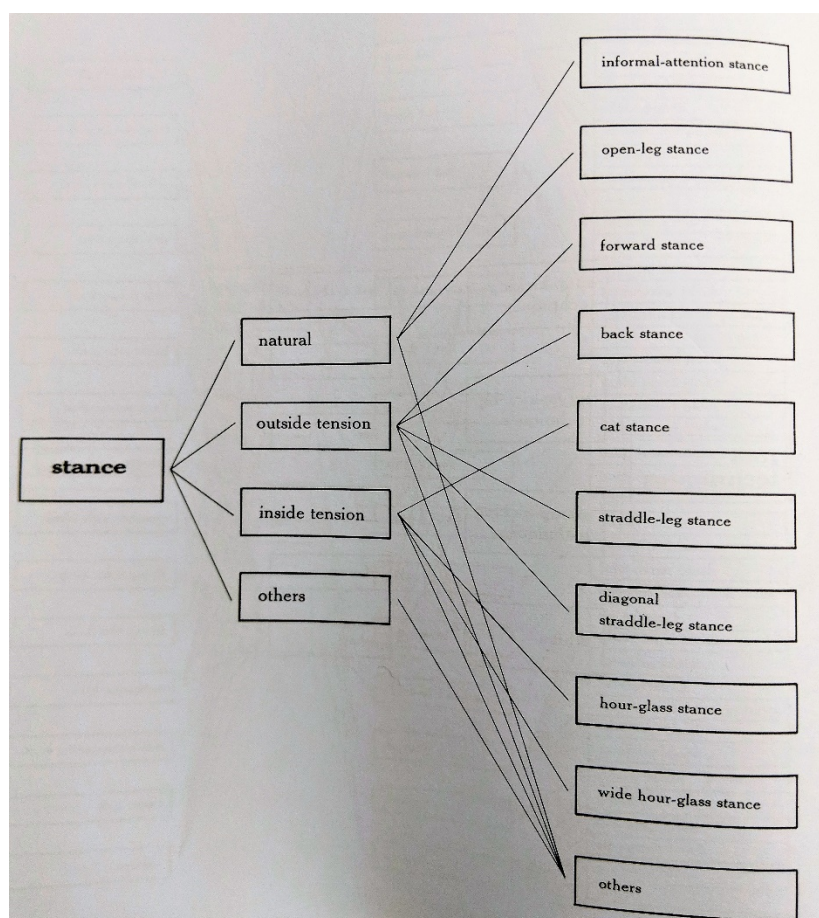 stance
natural
outside tension
inside tension
others
informal-attention stance
open-leg stance
forward stance
back stance
cat stance
straddle-leg stance
diagonal
straddle-leg stance
hour-glass stance
wide hour-glass stance
others